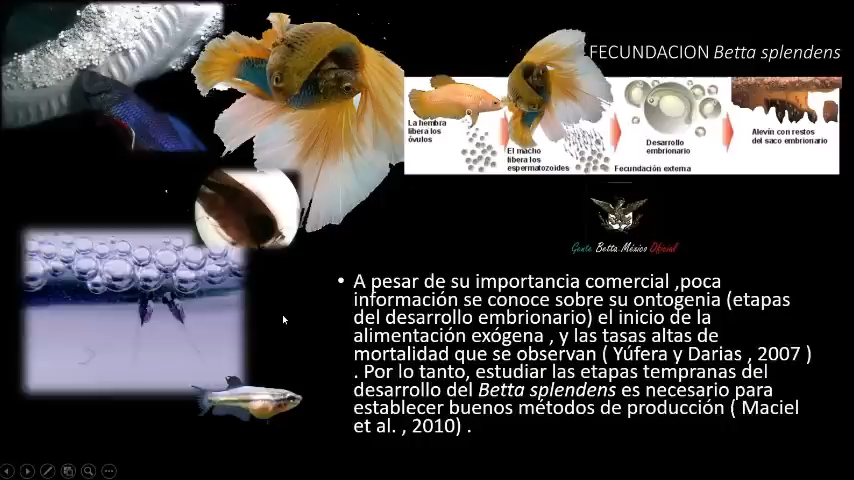 FECUNDACION Betta splendens
La hembra
libera los
óvulos
El macho
libera los
espermatozoides
Fecundación externa
Desarrollo
embrionario
Alevín con restos
del saco embrionario
Gente Betta México Oficial
• A pesar de su importancia comercial ,poca
información se conoce sobre su ontogenia (etapas
del desarrollo embrionario) el inicio de la
alimentación exógena , y las tasas altas de
mortalidad que se observan ( Yúfera y Darias , 2007 )
. Por lo tanto, estudiar las etapas tempranas del
desarrollo del Betta splendens es necesario para
establecer buenos métodos de producción ( Maciel
et al. , 2010) .